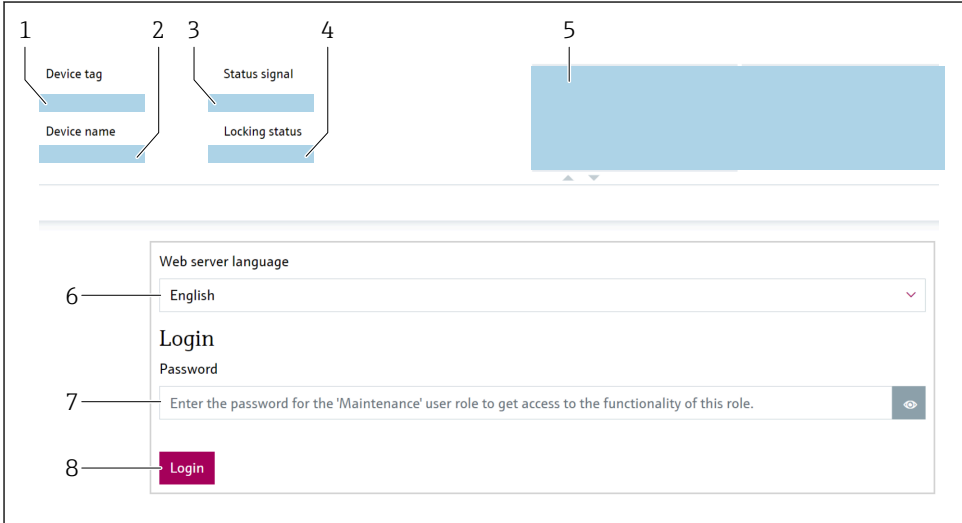 1 2 3 4 5
Device tag Status signal
Device name Locking status
Web server language
6 English
Login
Password
7 Enter the password for the 'Maintenance' user role to get access to the functionality of this role.
8 Login